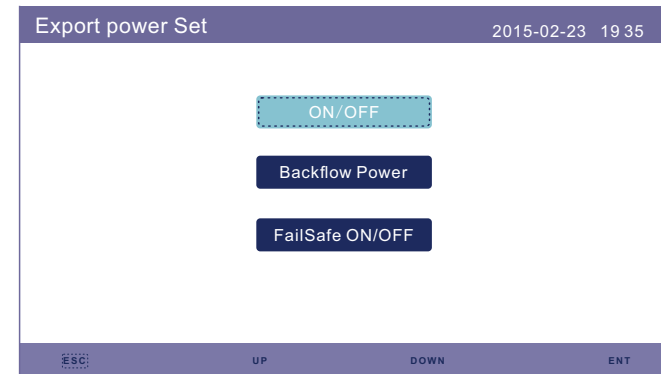 Export power Set 2015-02-23 19 35
ON/OFF
Backflow Power
FailSafe ON/OFF
ESC UP DOWN ENT